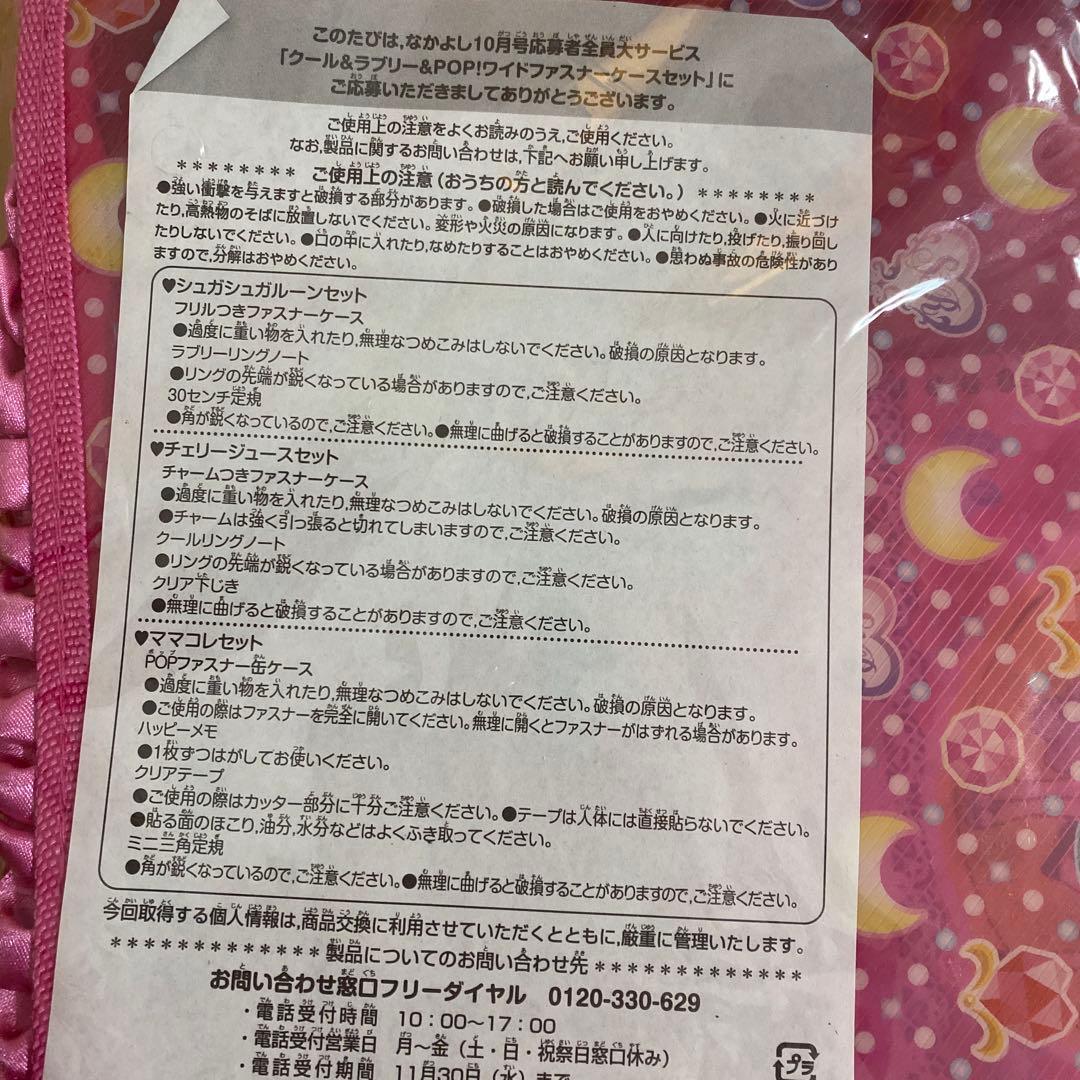 このたびは,なかよし10月号応募者全員大サービス
「クール&ラブリー&POP!ワイドファスナーケースセット」に
ご応募いただきましてありがとうございます。
ご使用上の注意をよくお読みのうえ,ご使用ください。
なお,製品に関するお問い合わせは,下記へお願い申し上げます。
******** ご使用上の注意(おうちの方と読んでください。) ********
●強い衝撃を与えますと破損する部分があります。●破損した場合はご使用をおやめください。●火に近づけ
たり,高熱物のそばに放置しないでください。変形や火災の原因になります。●人に向けたり,投げたり,振り回し
たりしないでください。●口の中に入れたり,なめたりすることはおやめください。●思わぬ事故の危険性があり
ますので,分解はおやめください。
♥シュガシュガルーンセット
フリルつきファスナーケース
●過度に重い物を入れたり,無理なつめこみはしないでください。破損の原因となります。
ラブリーリングノート
●リングの先端が鋭くなっている場合がありますので,ご注意ください。
30センチ定規
●角が鋭くなっているので,ご注意ください。●無理に曲げると破損することがありますので,ご注意ください。
♥チェリージュースセット
チャームつきファスナーケース
●過度に重い物を入れたり,無理なつめこみはしないでください。破損の原因となります。
●チャームは強く引っ張ると切れてしまいますので,ご注意ください。
クールリングノート
●リングの先端が鋭くなっている場合がありますので,ご注意ください。
クリア下じき
●無理に曲げると破損することがありますので,ご注意ください。
♥ママコレセット
POPファスナー缶ケース
●過度に重い物を入れたり,無理なつめこみはしないでください。破損の原因となります。
●ご使用の際はファスナーを完全に開いてください。無理に開くとファスナーがはずれる場合があります。
ハッピーメモ
●1枚ずつはがしてお使いください。
クリアテープ
●ご使用の際はカッター部分に十分ご注意ください。●テープは人体には直接貼らないでください。
●貼る面のほこり,油分,水分などはよくふき取ってください。
ミニ三角定規
●角が鋭くなっているので,ご注意ください。●無理に曲げると破損することがありますので,ご注意ください。
今回取得する個人情報は,商品交換に利用させていただくとともに,厳重に管理いたします。
*************製品についてのお問い合わせ先*************
お問い合わせ窓口フリーダイヤル 0120-330-629
・電話受付時間 10:00〜17:00
・電話受付営業日 月〜金(土・日・祝祭日窓口休み)
・電話受付期間 11月30日(水)まで
プラ